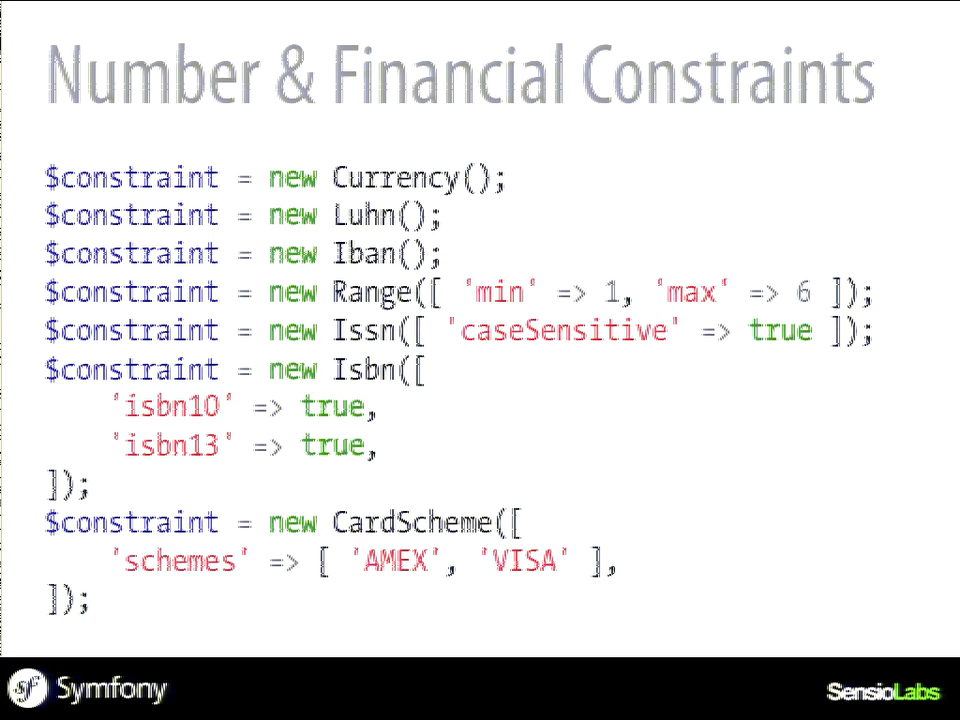 Number & Financial Constraints
$constraint = new Currency();
$constraint = new Luhn();
$constraint = new Iban();
$constraint = new Range([ 'min' => 1, 'max' => 6 ]);
$constraint = new Issn([ 'caseSensitive' => true ]);
$constraint = new Isbn([
    'isbn10' => true,
    'isbn13' => true,
]);
$constraint = new CardScheme([
    'schemes' => [ 'AMEX', 'VISA' ],
]);
sf Symfony
SensioLabs